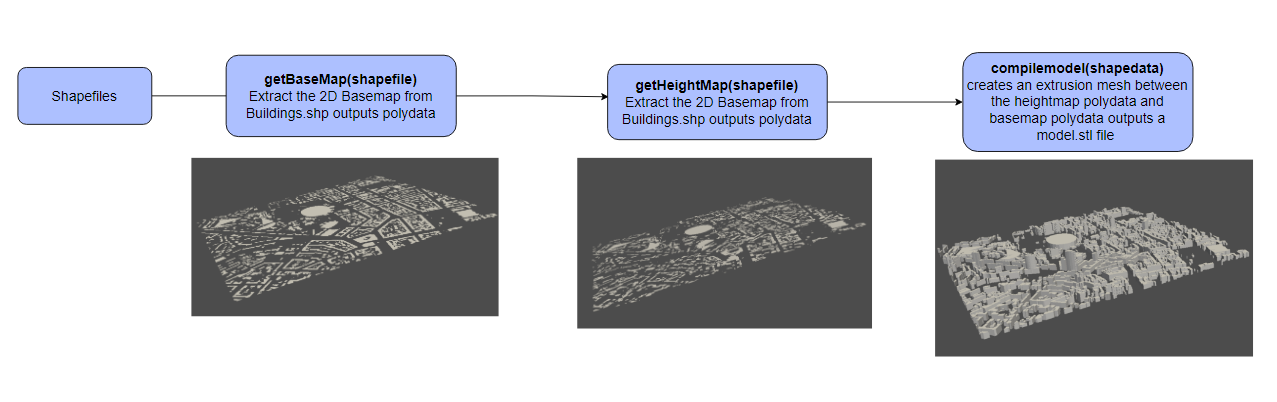 Shapefiles
getBaseMap(shapefile)
Extract the 2D Basemap from
Buildings.shp outputs polydata
getHeightMap(shapefile)
Extract the 2D Basemap from
Buildings.shp outputs polydata
compilemodel(shapedata)
creates an extrusion mesh between
the heightmap polydata and
basemap polydata outputs a
model.stl file